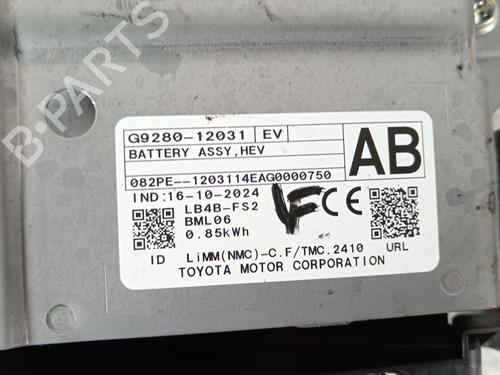 G9280-12031 EV
BATTERY ASSY,HEV
AB
082PE--1203114EAG0000750
IND:16-10-2024
LB4B-FS2
BML06
0.85kWh
F CE
ID LiMM(NMC)-C.F/TMC.2410 URL
TOYOTA MOTOR CORPORATION
B-PARTS